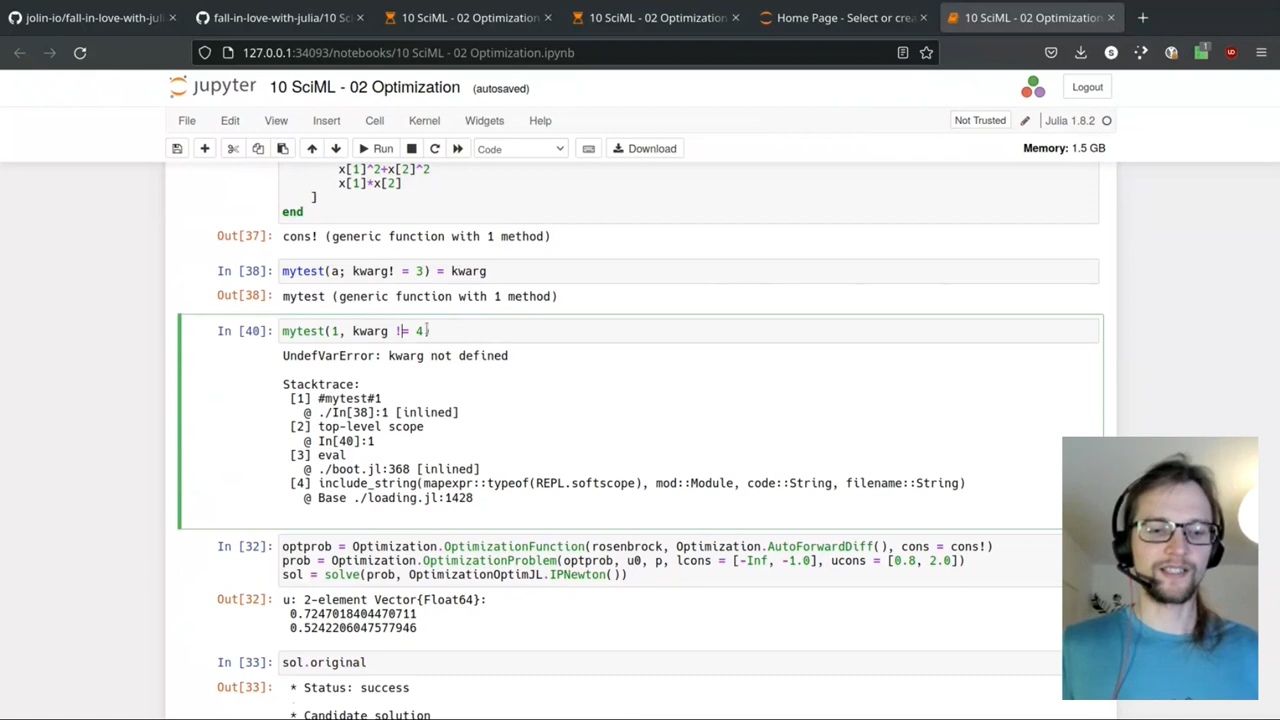 jolin-io/fall-in-love-with-juli
fall-in-love-with-julia/10 Sc
10 SciML - 02 Optimization
10 SciML - 02 Optimization
Home Page - Select or crea
10 SciML - 02 Optimization
127.0.0.1:34093/notebooks/10 SciML - 02 Optimization.ipynb
jupyter 10 SciML - 02 Optimization (autosaved) Logout
File Edit View Insert Cell Kernel Widgets Help Not Trusted Julia 1.8.2
Run Code Download Memory: 1.5 GB
x[1]^2+x[2]^2
x[1]*x[2]
]
end
Out[37]: cons! (generic function with 1 method)
In [38]: mytest(a; kwarg! = 3) = kwarg
Out[38]: mytest (generic function with 1 method)
In [40]: mytest(1, kwarg != 4)
UndefVarError: kwarg not defined
Stacktrace:
[1] #mytest#1
@ ./In[38]:1 [inlined]
[2] top-level scope
@ In[40]:1
[3] eval
@ ./boot.jl:368 [inlined]
[4] include_string(mapexpr::typeof(REPL.softscope), mod::Module, code::String, filename::String)
@ Base ./loading.jl:1428
In [32]: optprob = Optimization.OptimizationFunction(rosenbrock, Optimization.AutoForwardDiff(), cons = cons!)
prob = Optimization.OptimizationProblem(optprob, u0, p, lcons = [-Inf, -1.0], ucons = [0.8, 2.0])
sol = solve(prob, OptimizationOptimJL.IPNewton())
Out[32]: u: 2-element Vector{Float64}:
0.7247018404470711
0.5242206047577946
In [33]: sol.original
Out[33]: * Status: success
* Candidate solution